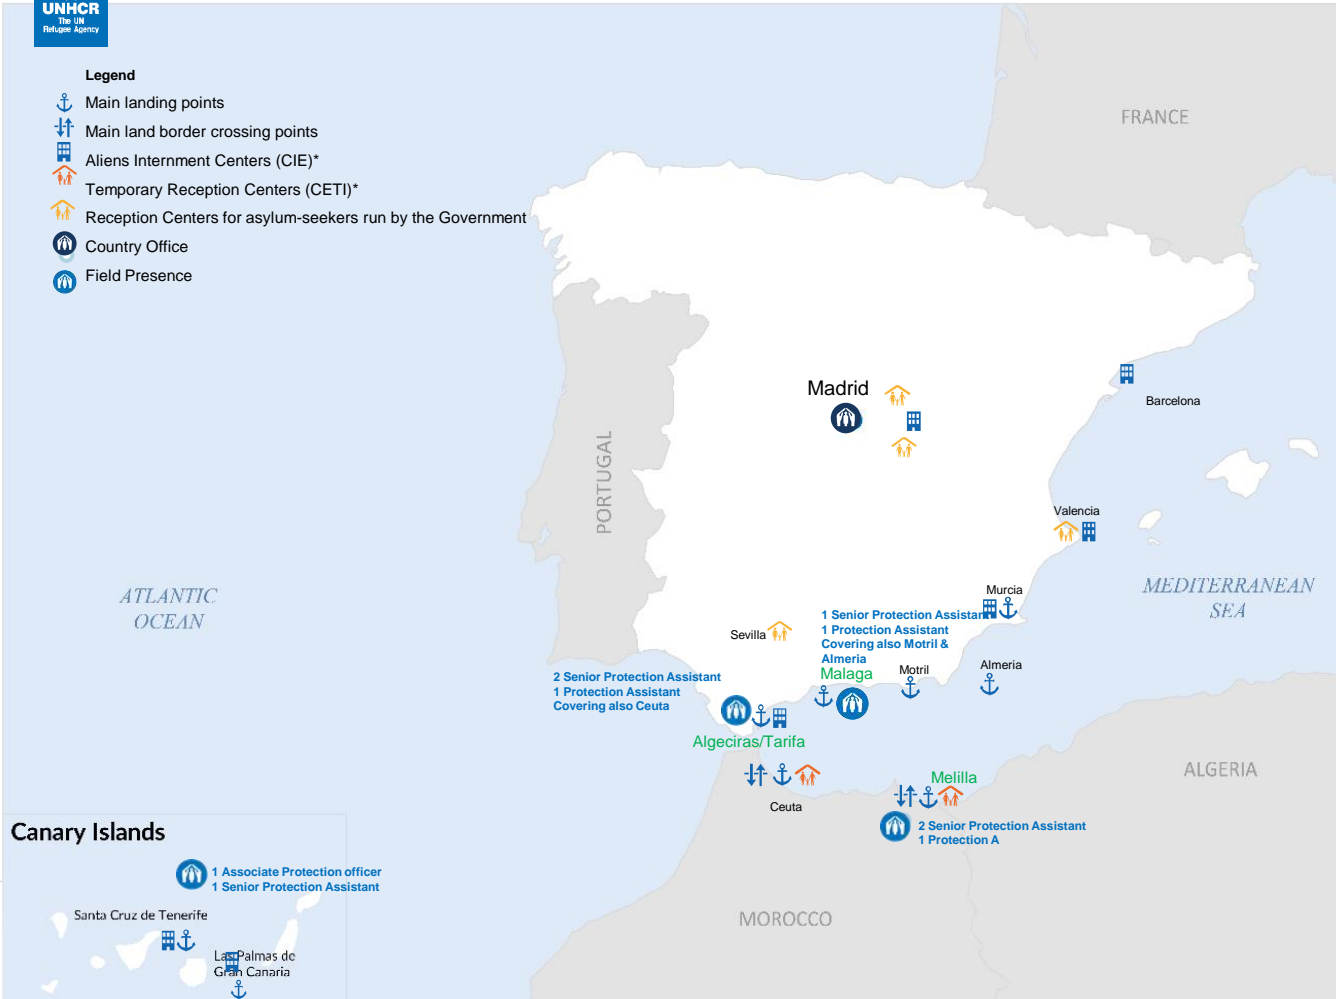 UNHCR
The UN
Refugee Agency
Legend
Main landing points
Main land border crossing points
Aliens Internment Centers (CIE)*
Temporary Reception Centers (CETI)*
Reception Centers for asylum-seekers run by the Government
Country Office
Field Presence
FRANCE
Madrid
Barcelona
PORTUGAL
Valencia
ATLANTIC
OCEAN
MEDITERRANEAN
SEA
Murcia
1 Senior Protection Assistant
1 Protection Assistant
Covering also Motril &
Almeria
Sevilla
Malaga
Motril
Almeria
2 Senior Protection Assistant
1 Protection Assistant
Covering also Ceuta
Algeciras/Tarifa
Ceuta
Melilla
ALGERIA
2 Senior Protection Assistant
1 Protection A
Canary Islands
1 Associate Protection officer
1 Senior Protection Assistant
Santa Cruz de Tenerife
Las Palmas de
Gran Canaria
MOROCCO